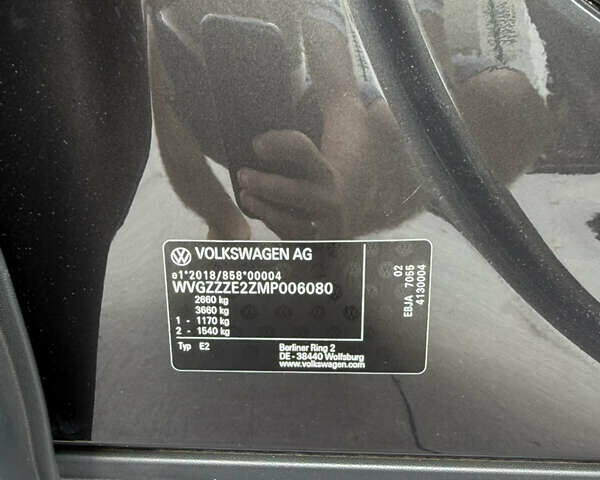 VOLKSWAGEN AG
e1*2018/858*00004
WVGZZZE2ZMP006080
2660 kg
3660 kg
1 - 1170 kg
2 - 1540 kg
Typ E2
Berliner Ring 2
DE - 38440 Wolfsburg
www.volkswagen.com
02
EBJA 7055
4130004